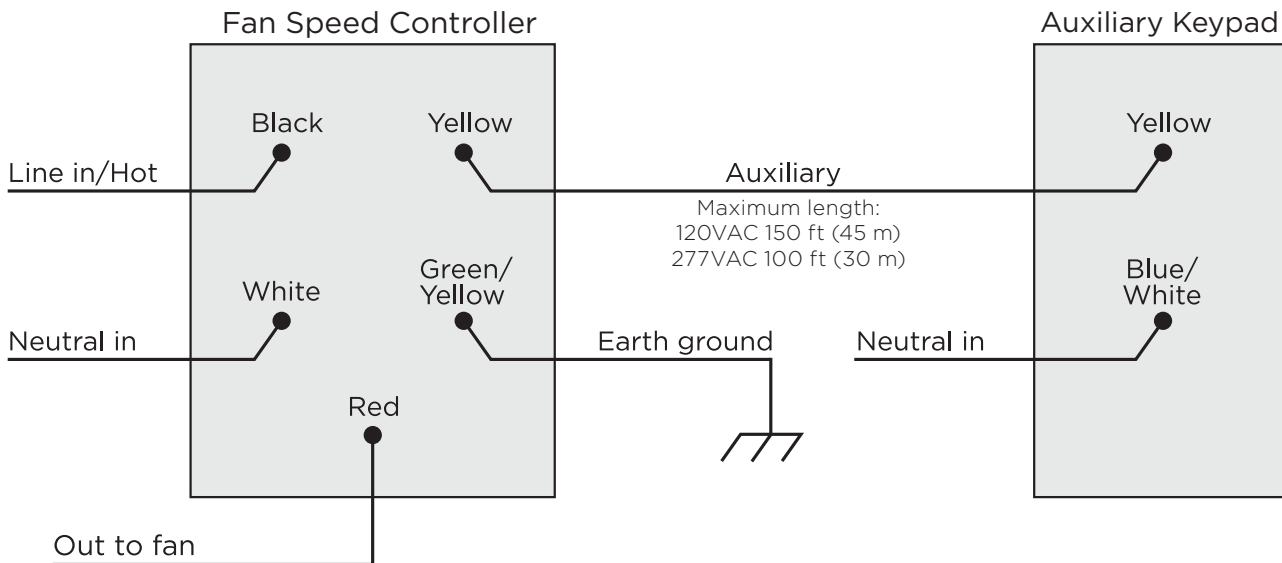 Fan Speed Controller
Auxiliary Keypad
Black
Yellow
Yellow
Line in/Hot
Auxiliary
Maximum length:
120VAC 150 ft (45 m)
277VAC 100 ft (30 m)
White
Green/
Yellow
Blue/
White
Neutral in
Earth ground
Neutral in
Red
Out to fan